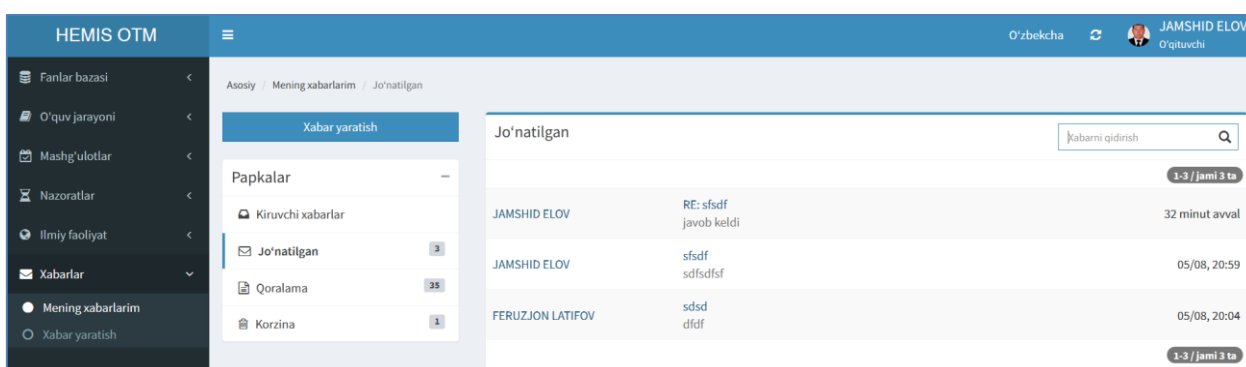 HEMIS OTM
O'zbekcha
JAMSHID ELOV
O'qituvchi
Fanlar bazasi
O'quv jarayoni
Mashg'ulotlar
Nazoratlar
Ilmiy faoliyat
Xabarlar
Mening xabarlarim
Xabar yaratish
Asosiy / Mening xabarlarim / Jo'natilgan
Xabar yaratish
Papkalar
Kiruvchi xabarlar
Jo'natilgan 3
Qoralama 35
Korzina 1
Jo'natilgan
Xabarni qidirish
1-3 / jami 3 ta
JAMSHID ELOV
RE: sfsdf
javob keldi
32 minut avval
JAMSHID ELOV
sfsdf
sdfsdfsf
05/08, 20:59
FERUZJON LATIFOV
sdsd
dfdf
05/08, 20:04
1-3 / jami 3 ta